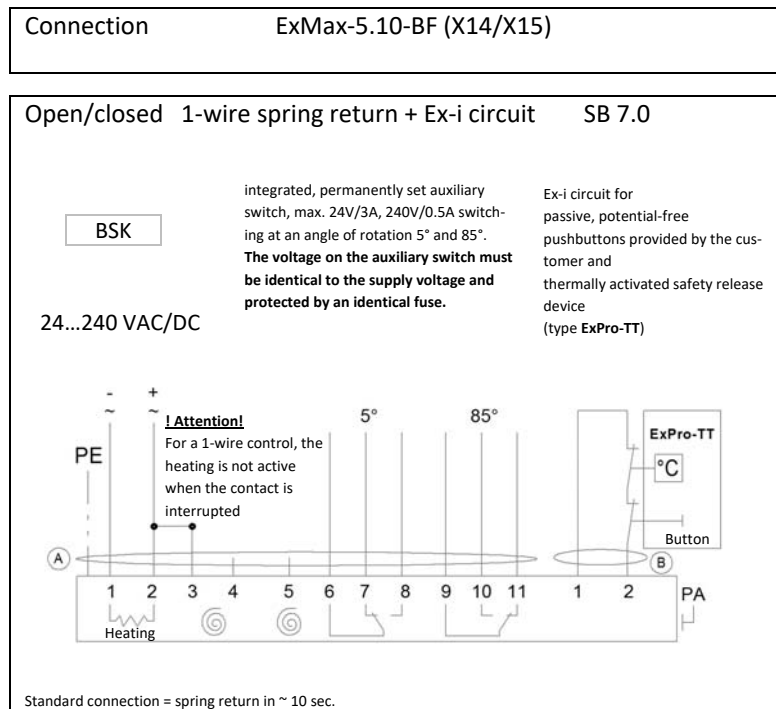 Connection ExMax-5.10-BF (X14/X15)
Open/closed 1-wire spring return + Ex-i circuit SB 7.0
BSK
24...240 VAC/DC
integrated, permanently set auxiliary
switch, max. 24V/3A, 240V/0.5A switch-
ing at an angle of rotation 5° and 85°.
The voltage on the auxiliary switch must
be identical to the supply voltage and
protected by an identical fuse.
Ex-i circuit for
passive, potential-free
pushbuttons provided by the cus-
tomer and
thermally activated safety release
device
(type ExPro-TT)
- +
~ ~
PE
! Attention!
For a 1-wire control, the
heating is not active
when the contact is
interrupted
5° 85°
ExPro-TT
°C
Button
A B
1 2 3 4 5 6 7 8 9 10 11 1 2 PA
Heating
Standard connection = spring return in ~ 10 sec.